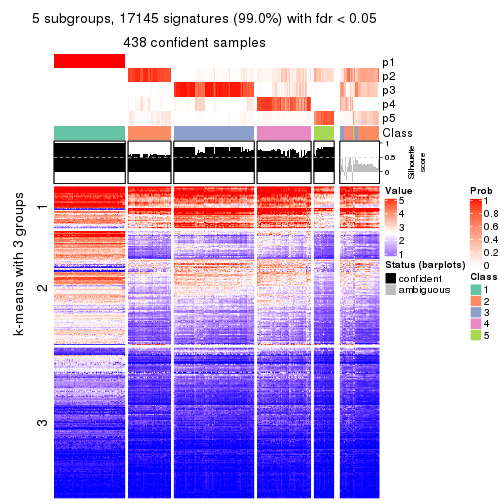 5 subgroups, 17145 signatures (99.0%) with fdr < 0.05
438 confident samples
p1
p2
p3
p4
p5
Class
1
0.5
0
Silhouette
score
k-means with 3 groups
1
2
3
Value
5
4
3
2
1
Status (barplots)
confident
ambiguous
Prob
1
0.8
0.6
0.4
0.2
0
Class
1
2
3
4
5